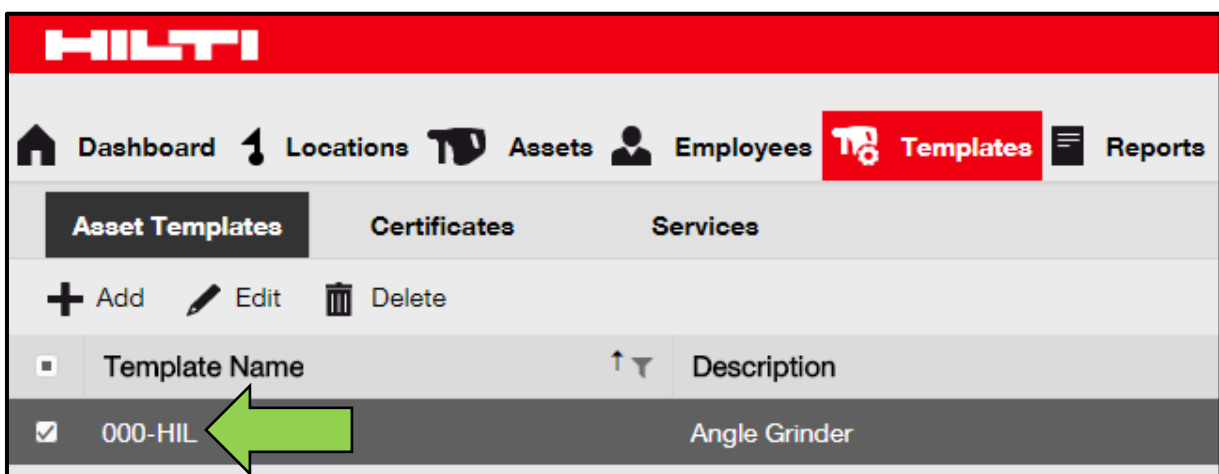 HILTI
Dashboard Locations Assets Employees Templates Reports
Asset Templates Certificates Services
Add Edit Delete
Template Name Description
000-HIL Angle Grinder